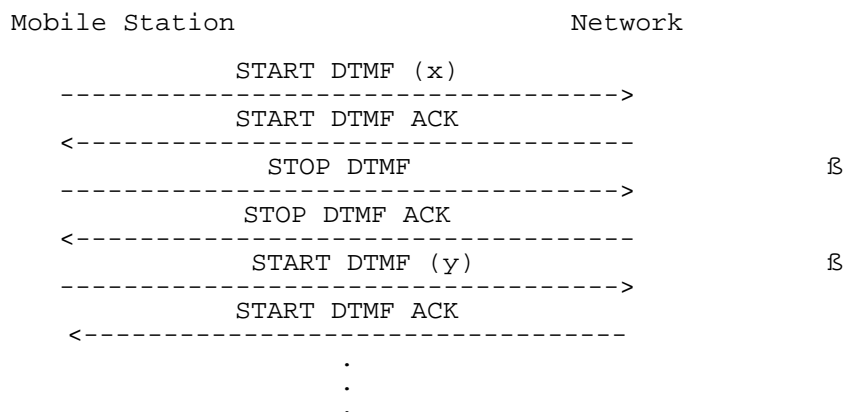 Mobile Station Network
START DTMF (x)
----------------------------------->
START DTMF ACK
<-----------------------------------
STOP DTMF ß
----------------------------------->
STOP DTMF ACK
<-----------------------------------
START DTMF (y) ß
----------------------------------->
START DTMF ACK
<----------------------------------
.
.
.